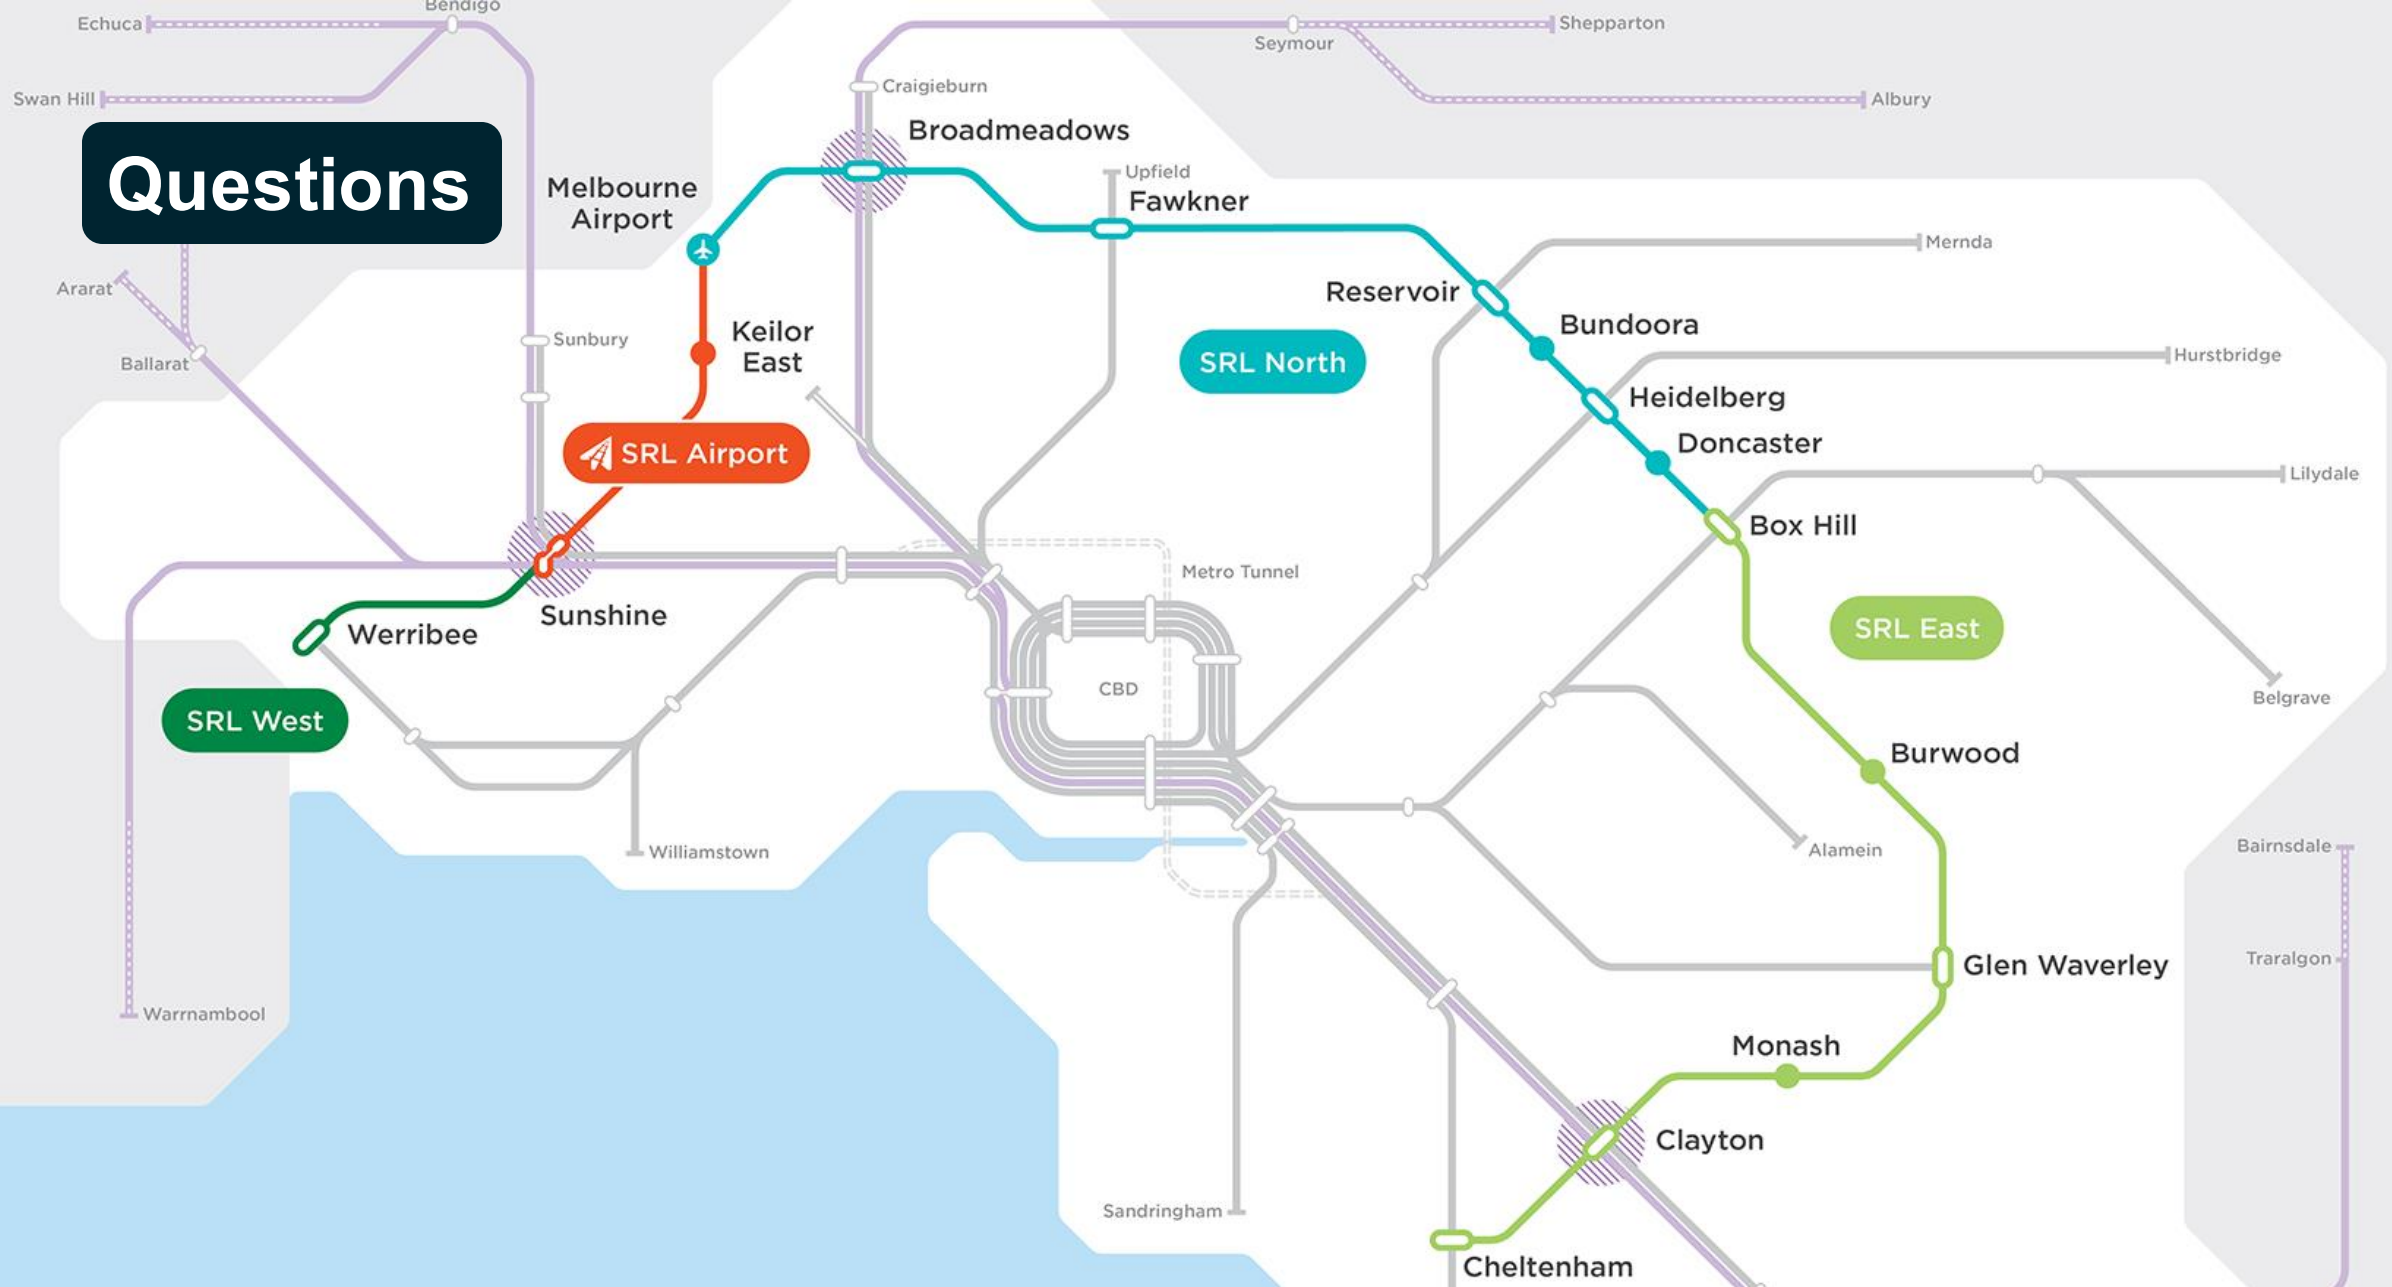 Bendigo
Echuca
Seymour
Shepparton
Swan Hill
Albury
Craigieburn
Broadmeadows
Questions
Melbourne
Airport
Upfield
Fawkner
Mernda
Ararat
Reservoir
Bundoora
Keilor
East
Sunbury
SRL North
Hurstbridge
Ballarat
Heidelberg
Doncaster
SRL Airport
Lilydale
Box Hill
Metro Tunnel
Sunshine
Werribee
SRL East
CBD
Belgrave
SRL West
Burwood
Williamstown
Alamein
Bairnsdale
Glen Waverley
Traralgon
Warrnambool
Monash
Clayton
Sandringham
Cheltenham